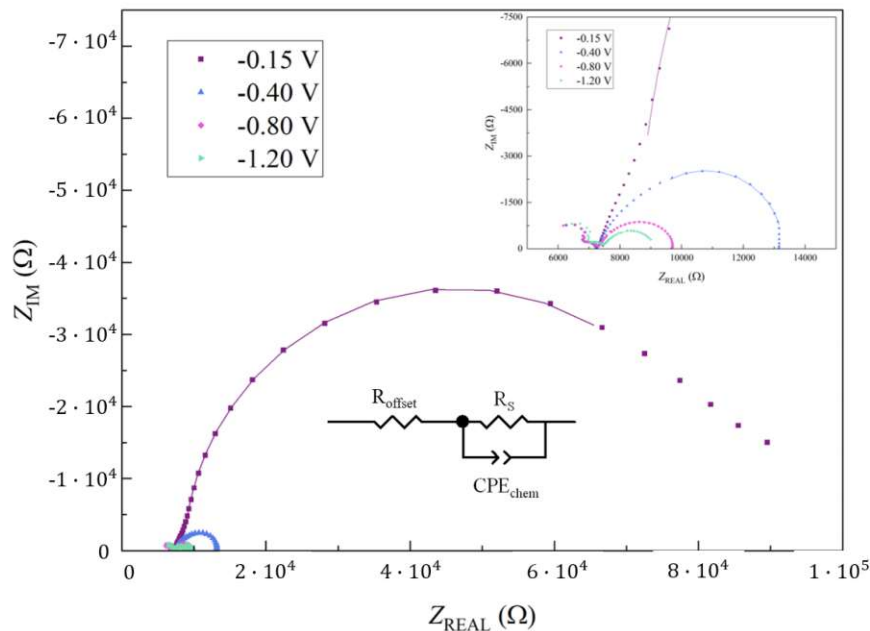 -7·10⁴
-6·10⁴
-5·10⁴
-4·10⁴
-3·10⁴
-2·10⁴
-1·10⁴
0
Z_IM (Ω)
-0.15 V
-0.40 V
-0.80 V
-1.20 V
-7500
-6000
-4500
-3000
-1500
0
Z_IM (Ω)
-0.15 V
-0.40 V
-0.80 V
-1.20 V
6000 8000 10000 12000 14000
Z_REAL (Ω)
R_offset R_S
CPE_chem
0 2·10⁴ 4·10⁴ 6·10⁴ 8·10⁴ 1·10⁵
Z_REAL (Ω)